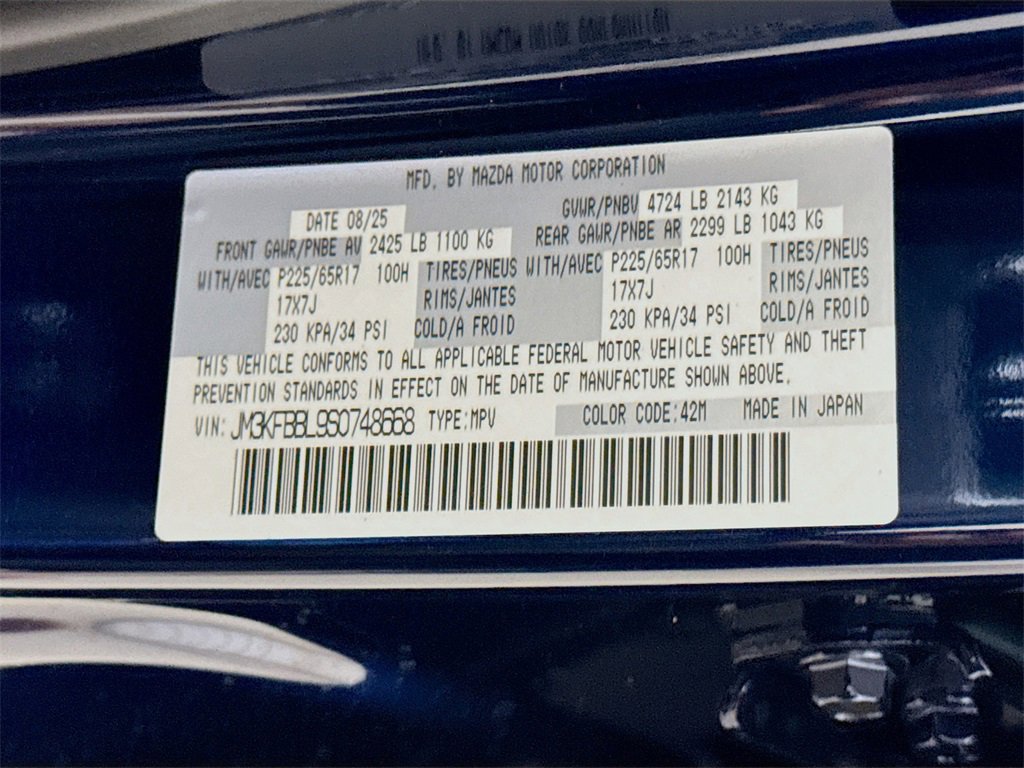 MFD. BY MAZDA MOTOR CORPORATION
DATE 08/25 GVWR/PNBV 4724 LB 2143 KG
FRONT GAWR/PNBE AV 2425 LB 1100 KG REAR GAWR/PNBE AR 2299 LB 1043 KG
WITH/AVEC P225/65R17 100H TIRES/PNEUS WITH/AVEC P225/65R17 100H TIRES/PNEUS
17X7J RIMS/JANTES 17X7J RIMS/JANTES
230 KPA/34 PSI COLD/A FROID 230 KPA/34 PSI COLD/A FROID
THIS VEHICLE CONFORMS TO ALL APPLICABLE FEDERAL MOTOR VEHICLE SAFETY AND THEFT
PREVENTION STANDARDS IN EFFECT ON THE DATE OF MANUFACTURE SHOWN ABOVE.
VIN: JM3KFBBL9S0748668 TYPE:MPV COLOR CODE:42M MADE IN JAPAN